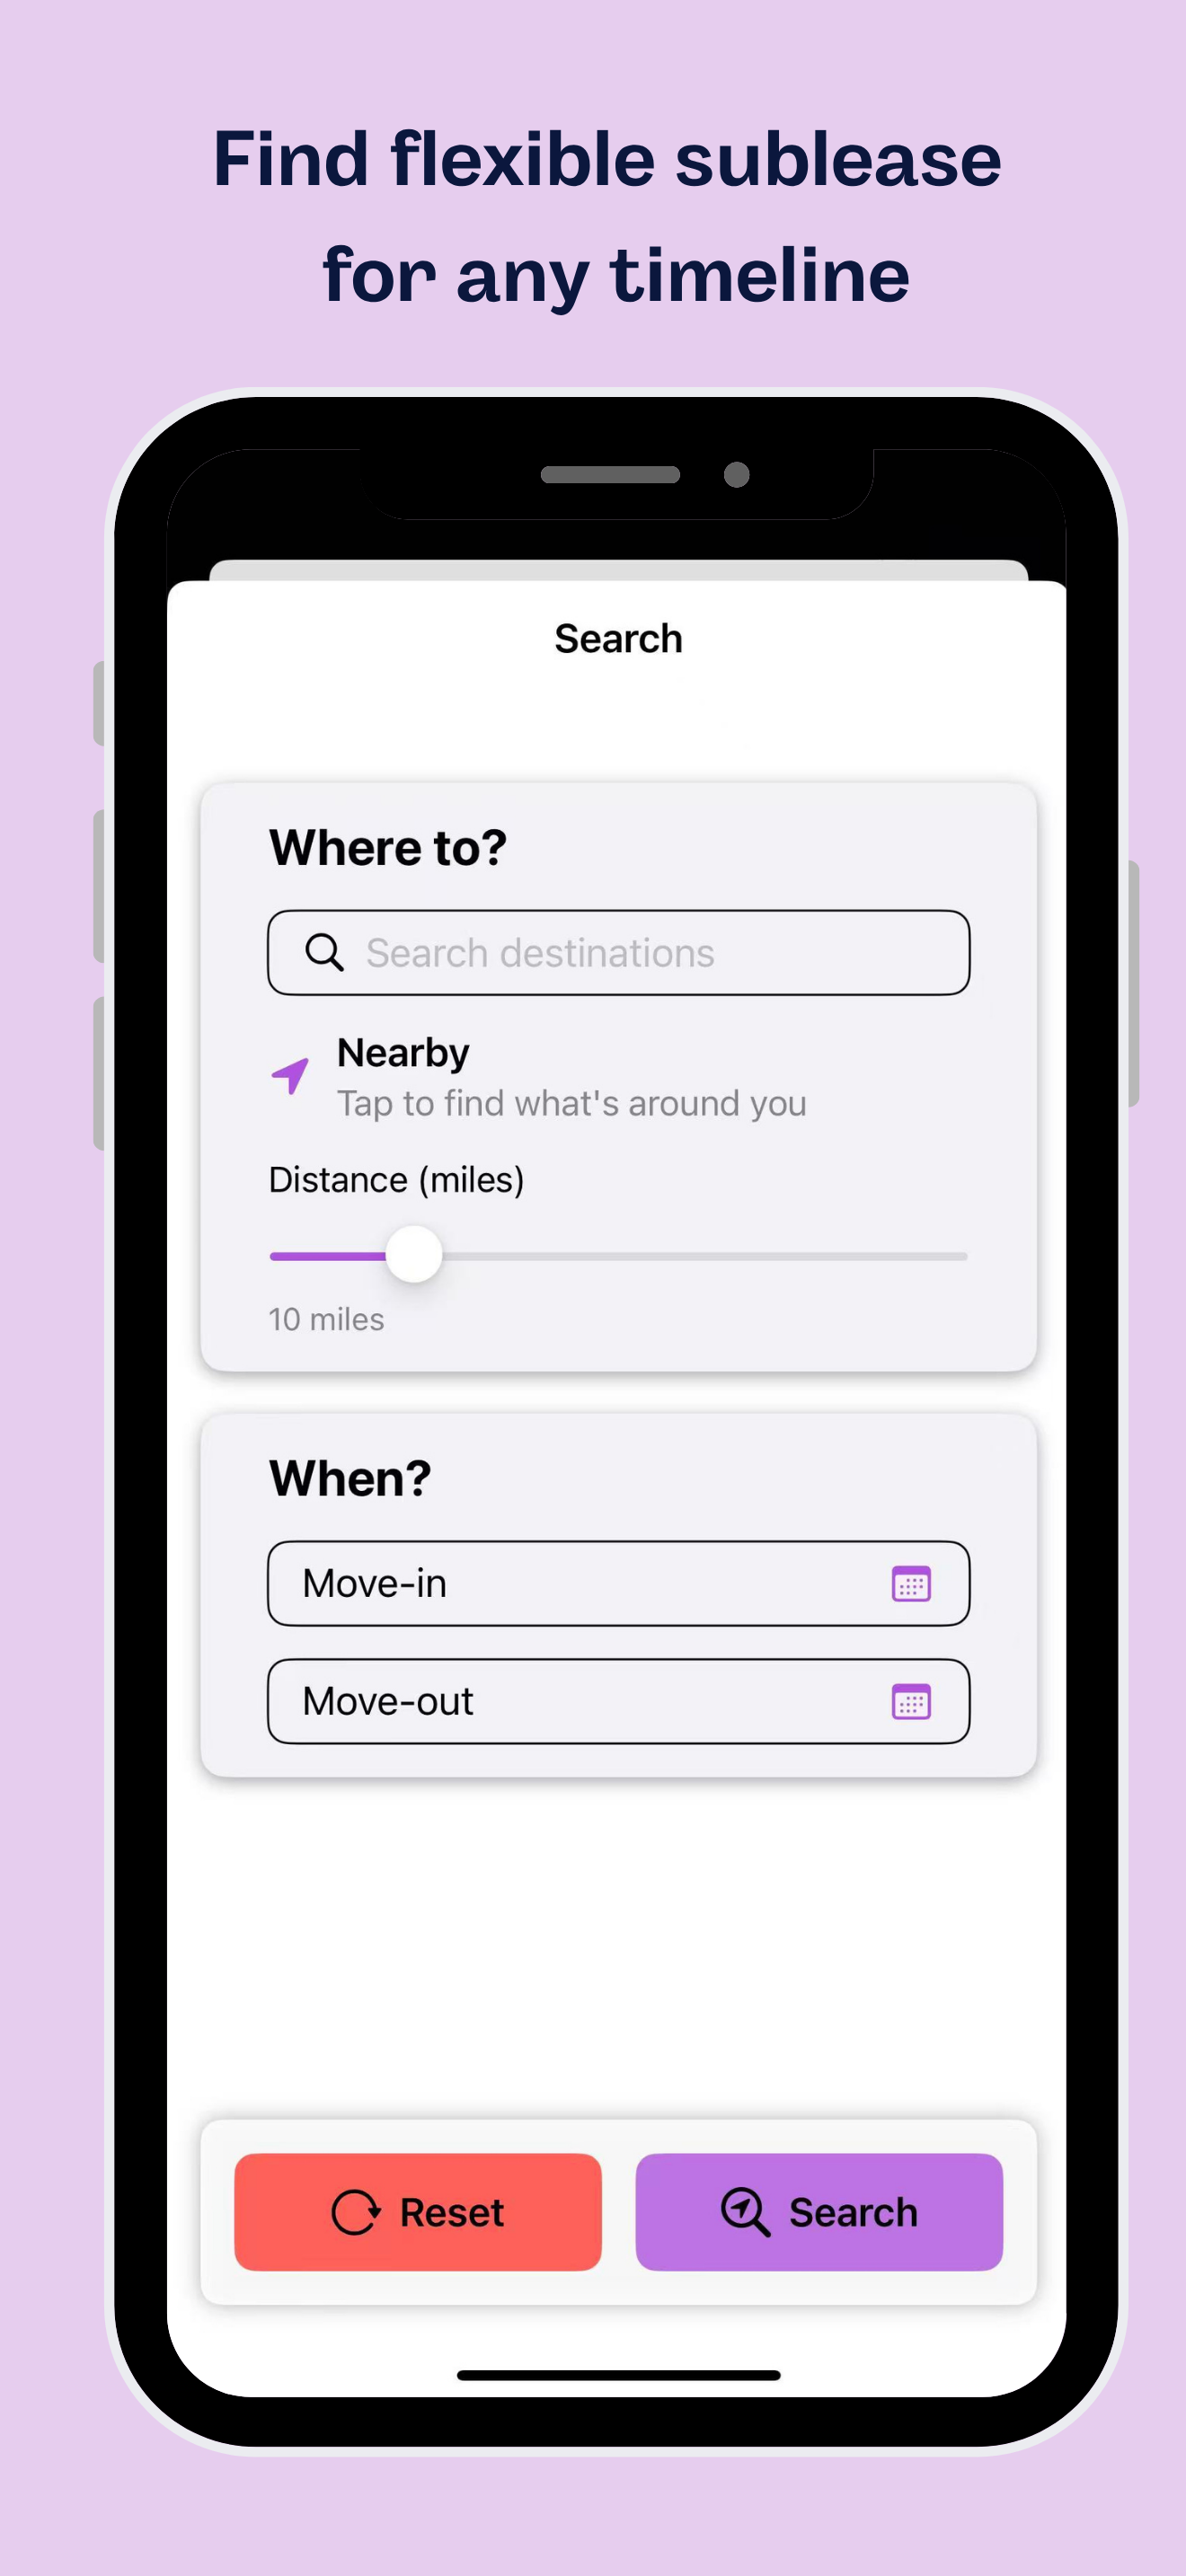 Find flexible sublease
for any timeline
Search
Where to?
Search destinations
Nearby
Tap to find what's around you
Distance (miles)
10 miles
When?
Move-in
Move-out
Reset
Search